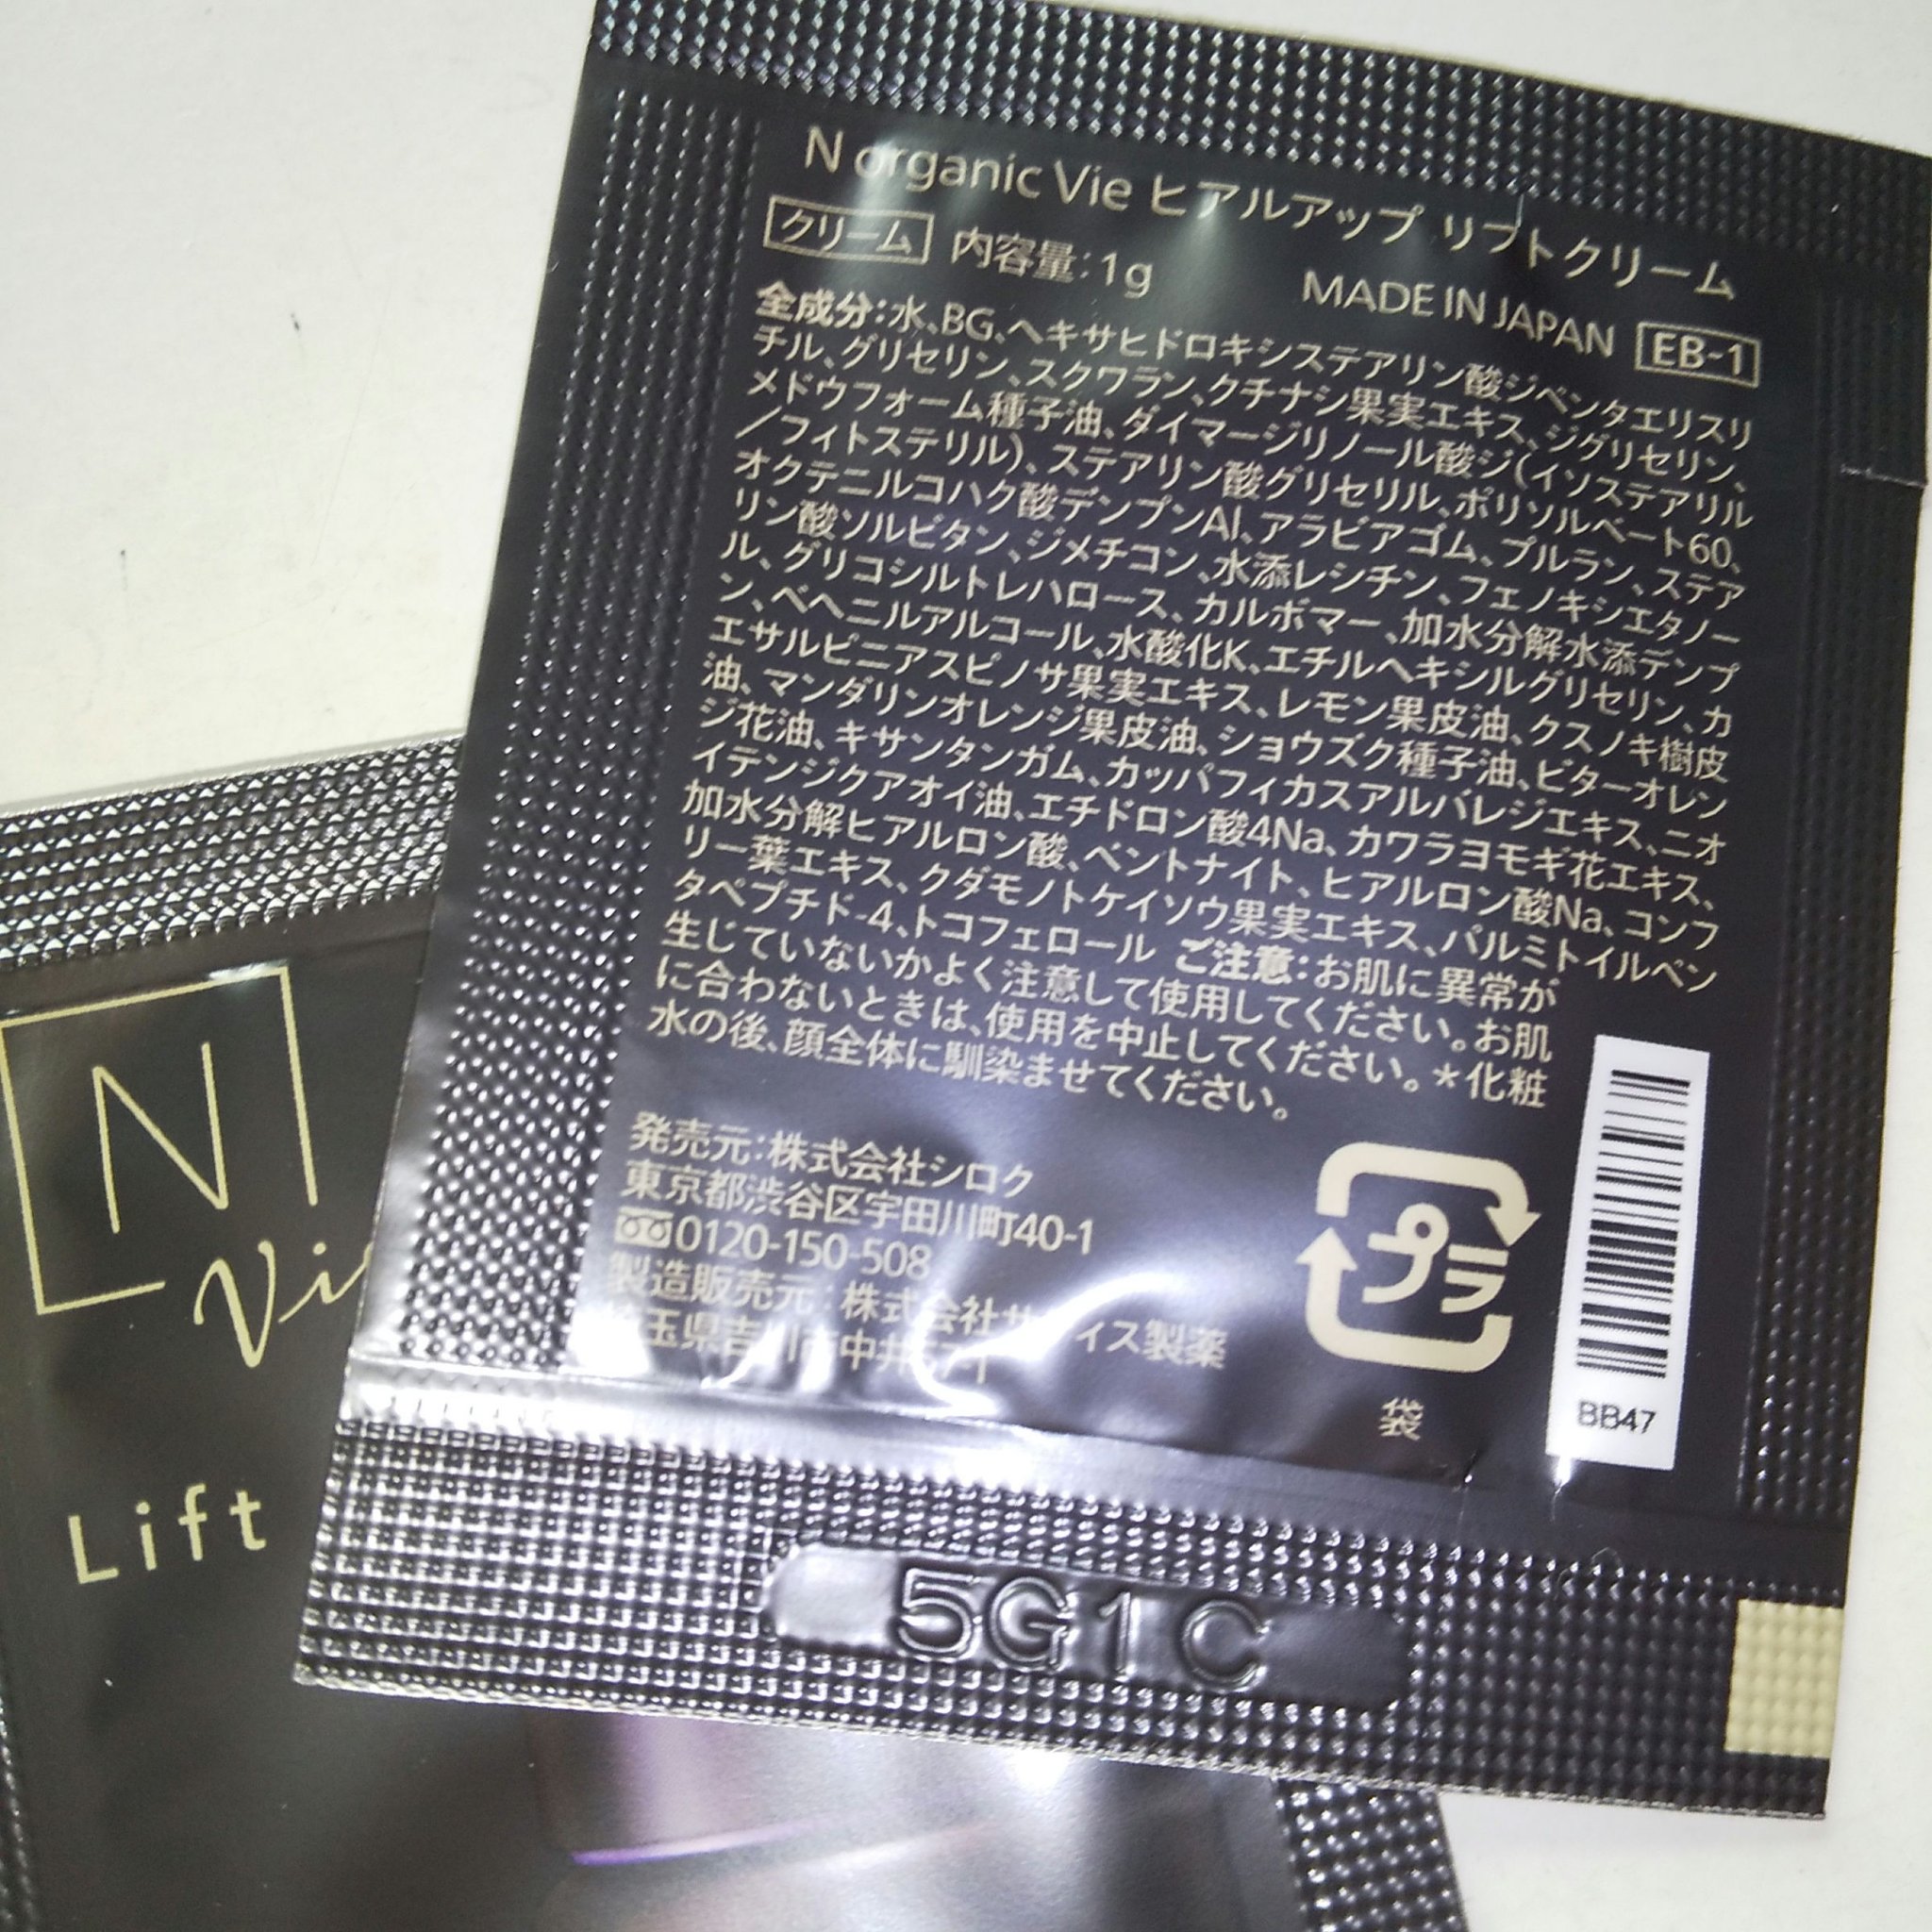 N organic Vie ヒアルアップ リフトクリーム
クリーム 内容量:1g
MADE IN JAPAN EB-1
全成分:水、BG、ヘキサヒドロキシステアリン酸ジペンタエリスリ
チル、グリセリン、スクワラン、クチナシ果実エキス、ジグリセリン、
メドウフォーム種子油、ダイマージリノール酸ジ(イソステアリル
/フィトステリル)、ステアリン酸グリセリル、ポリソルベート60、
オクテニルコハク酸デンプンAl、アラビアゴム、プルラン、ステア
リン酸ソルビタン、ジメチコン、水添レシチン、フェノキシエタノー
ル、グリコシルトレハロース、カルボマー、加水分解水添デンプ
ン、ベヘニルアルコール、水酸化K、エチルヘキシルグリセリン、カ
エサルピニアスピノサ果実エキス、レモン果皮油、クスノキ樹皮
油、マンダリンオレンジ果皮油、ショウズク種子油、ビターオレン
ジ花油、キサンタンガム、カッパフィカスアルバレジエキス、ニオ
イテンジクアオイ油、エチドロン酸4Na、カワラヨモギ花エキス、
加水分解ヒアルロン酸、ベントナイト、ヒアルロン酸Na、コンフ
リー葉エキス、クダモノトケイソウ果実エキス、パルミトイルペン
タペプチド-4、トコフェロール ご注意:お肌に異常が
生じていないかよく注意して使用してください。お肌
に合わないときは、使用を中止してください。*化粧
水の後、顔全体に馴染ませてください。
発売元:株式会社シロク
東京都渋谷区宇田川町40-1
0120-150-508
製造販売元:株式会社サ イス製薬
玉県吉川市中井
プラ
袋
BB47
5G1C
N
Vi
Lift